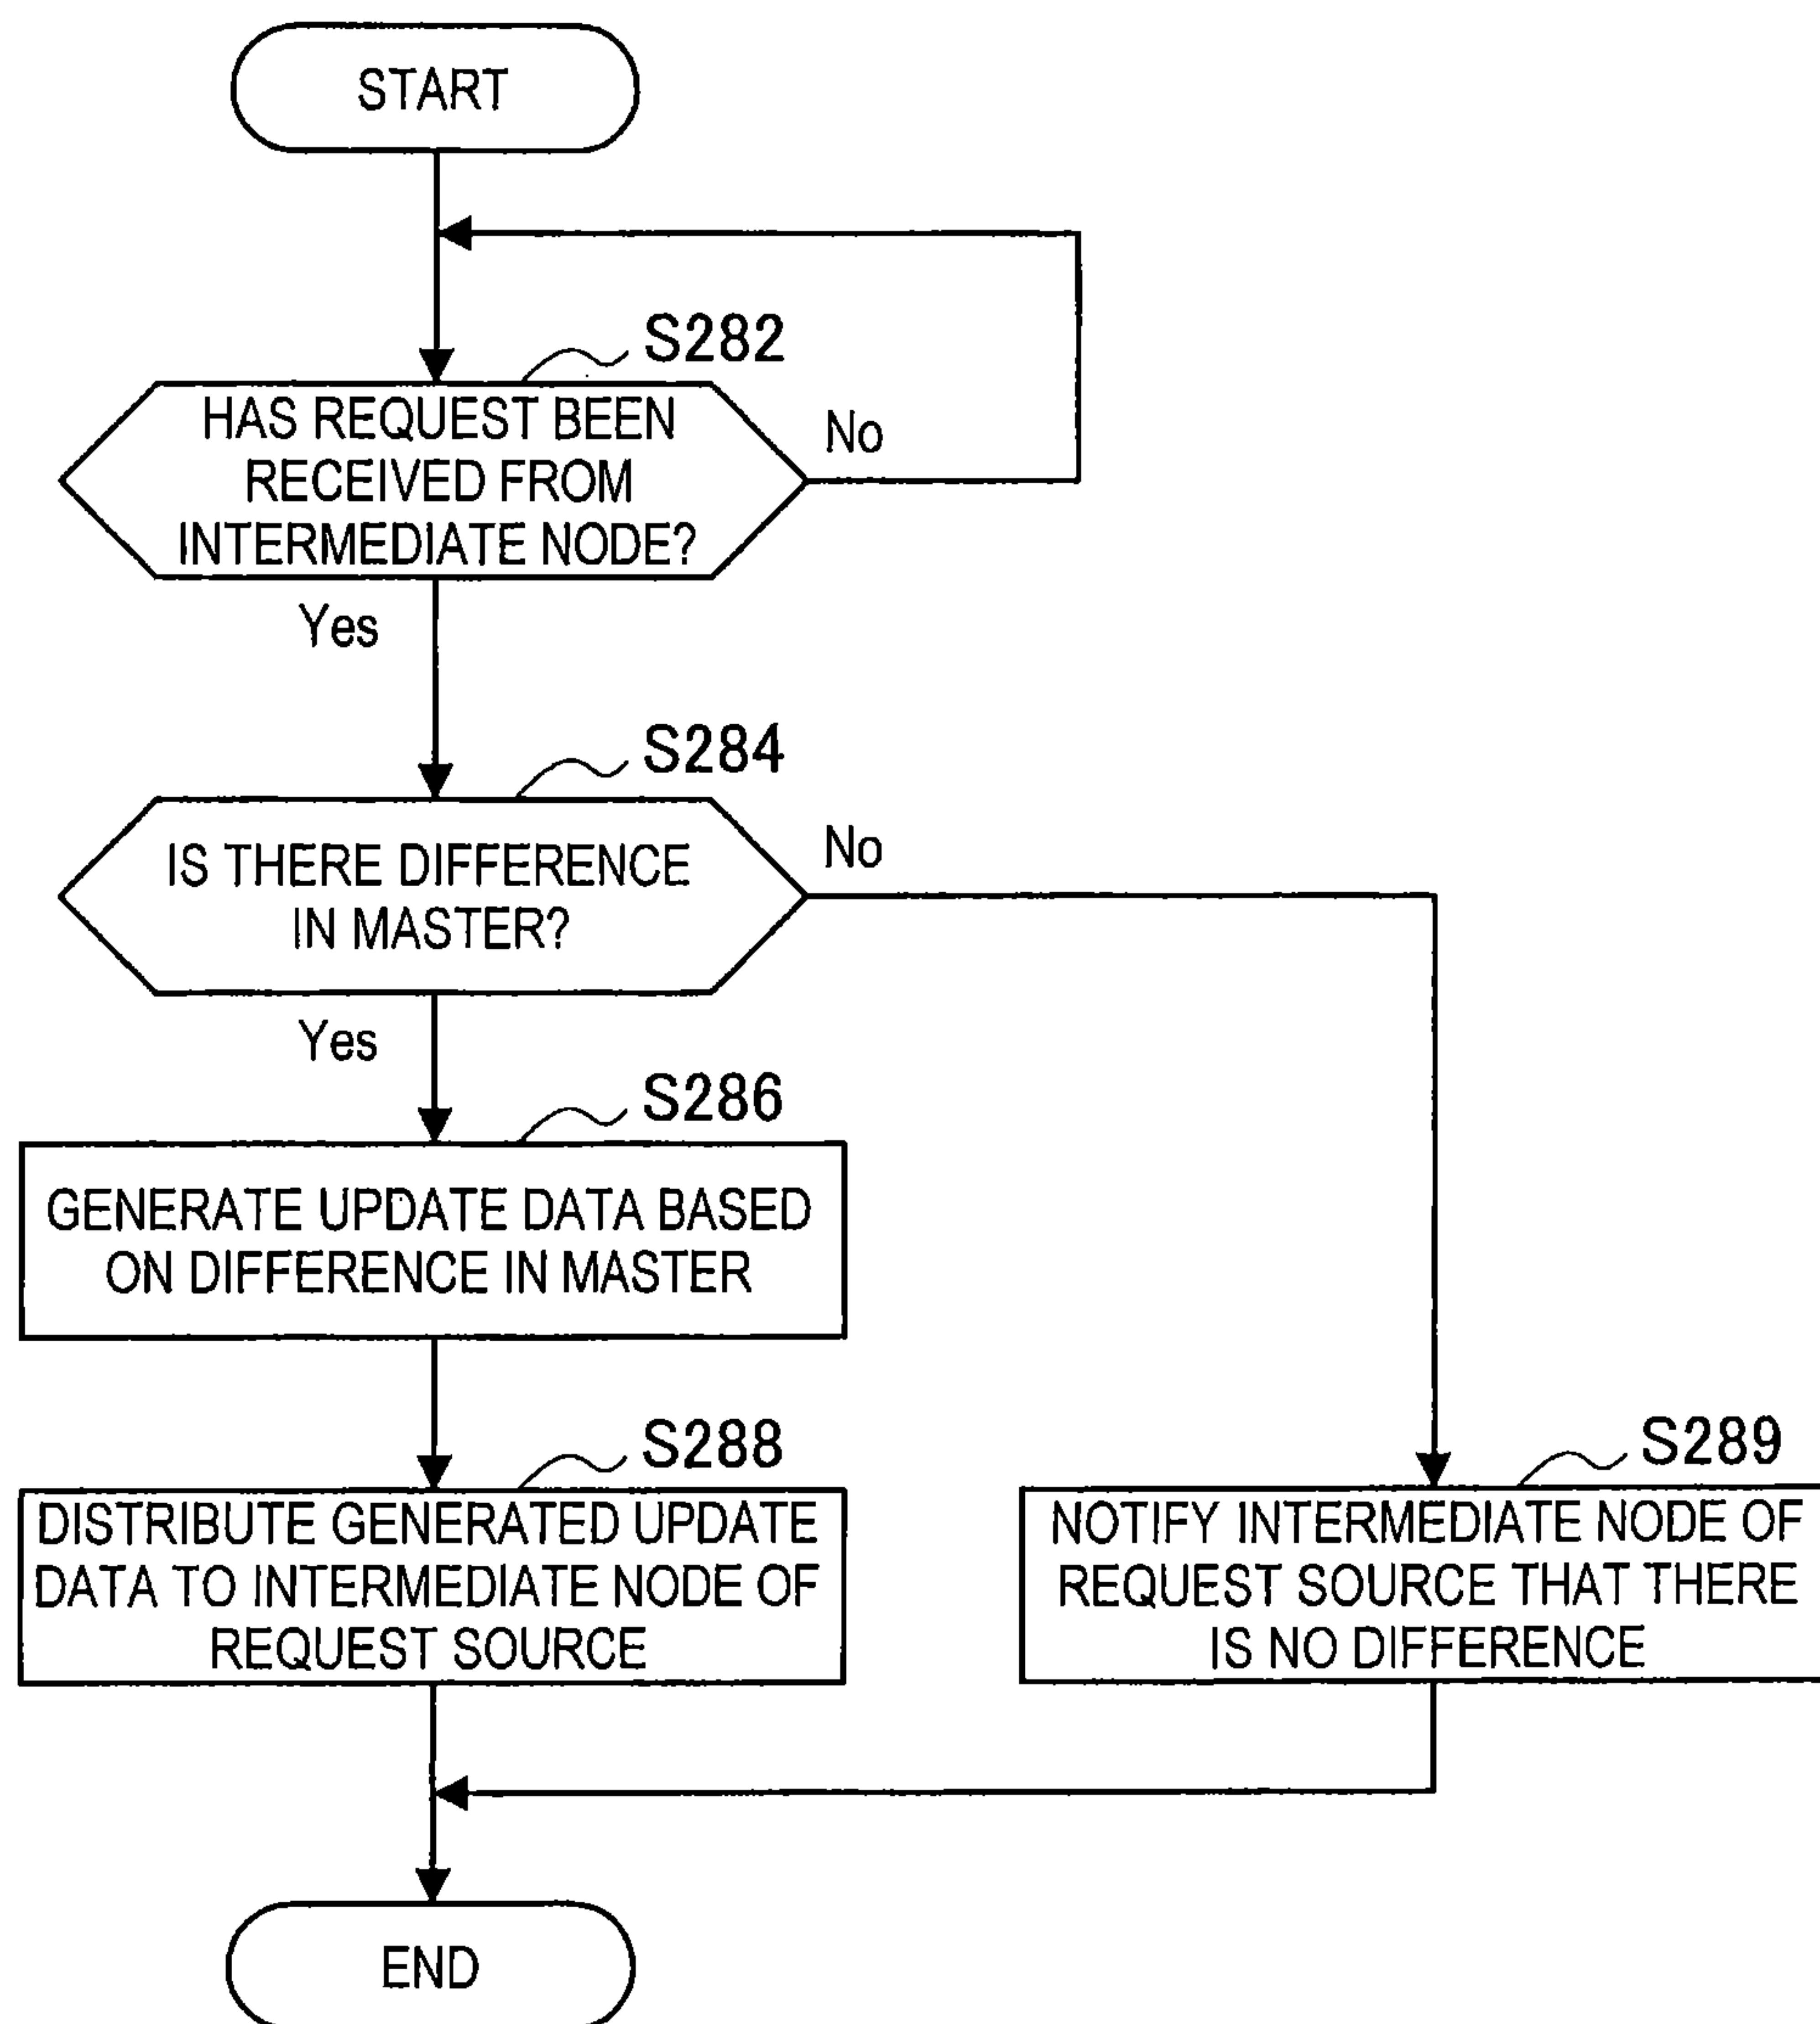 START
S282
HAS REQUEST BEEN
RECEIVED FROM
INTERMEDIATE NODE?
No
Yes
S284
IS THERE DIFFERENCE
IN MASTER?
No
Yes
S286
GENERATE UPDATE DATA BASED
ON DIFFERENCE IN MASTER
S288
DISTRIBUTE GENERATED UPDATE
DATA TO INTERMEDIATE NODE OF
REQUEST SOURCE
S289
NOTIFY INTERMEDIATE NODE OF
REQUEST SOURCE THAT THERE
IS NO DIFFERENCE
END